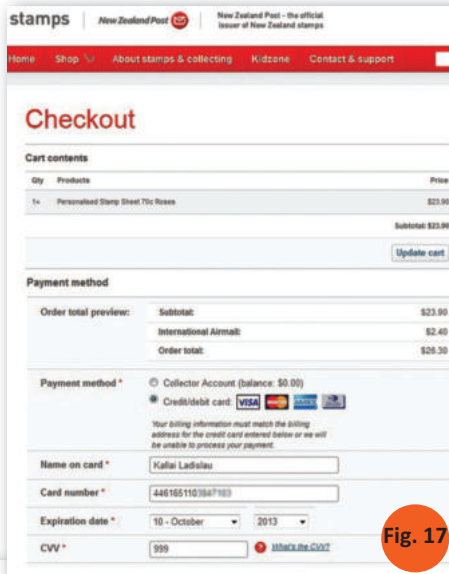 stamps New Zealand Post New Zealand Post - the official
issuer of New Zealand stamps
Home Shop About stamps & collecting Kidzone Contact & support
Checkout
Cart contents
Qty Products Price
1x Personalised Stamp Sheet 70c Roses $23.90
Subtotal: $23.90
Update cart
Payment method
Order total preview: Subtotal: $23.90
International Airmail: $2.40
Order total: $26.30
Payment method * Collector Account (balance: $0.00)
Credit/debit card: VISA
Your billing information must match the billing
address for the credit card entered below or we will
be unable to process your payment.
Name on card * Kallai Ladislau
Card number *
Expiration date * 10 - October 2013
CVV * 999 ? What's the CVV?
Fig. 17